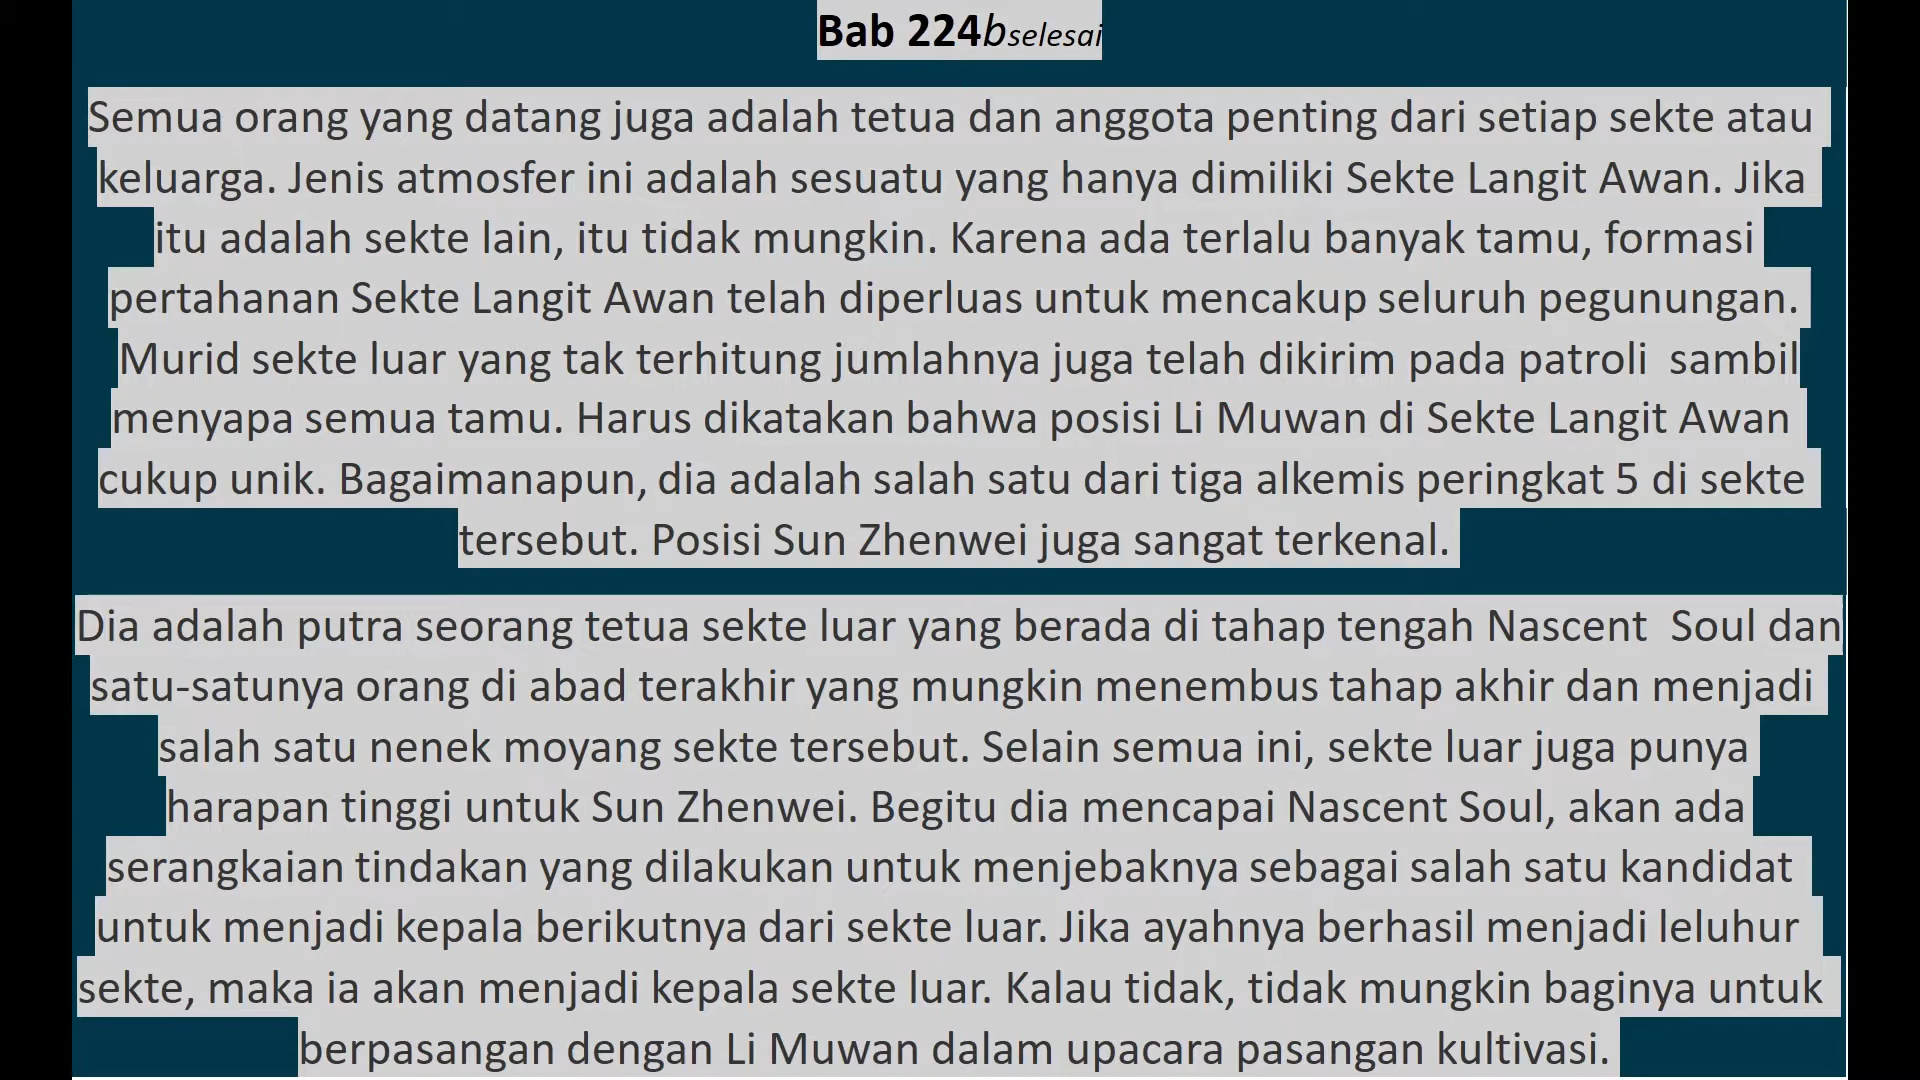 Bab 224bselesai
Semua orang yang datang juga adalah tetua dan anggota penting dari setiap sekte atau
keluarga. Jenis atmosfer ini adalah sesuatu yang hanya dimiliki Sekte Langit Awan. Jika
itu adalah sekte lain, itu tidak mungkin. Karena ada terlalu banyak tamu, formasi
pertahanan Sekte Langit Awan telah diperluas untuk mencakup seluruh pegunungan.
Murid sekte luar yang tak terhitung jumlahnya juga telah dikirim pada patroli  sambil
menyapa semua tamu. Harus dikatakan bahwa posisi Li Muwan di Sekte Langit Awan
cukup unik. Bagaimanapun, dia adalah salah satu dari tiga alkemis peringkat 5 di sekte
tersebut. Posisi Sun Zhenwei juga sangat terkenal.
Dia adalah putra seorang tetua sekte luar yang berada di tahap tengah Nascent  Soul dan
satu-satunya orang di abad terakhir yang mungkin menembus tahap akhir dan menjadi
salah satu nenek moyang sekte tersebut. Selain semua ini, sekte luar juga punya
harapan tinggi untuk Sun Zhenwei. Begitu dia mencapai Nascent Soul, akan ada
serangkaian tindakan yang dilakukan untuk menjebaknya sebagai salah satu kandidat
untuk menjadi kepala berikutnya dari sekte luar. Jika ayahnya berhasil menjadi leluhur
sekte, maka ia akan menjadi kepala sekte luar. Kalau tidak, tidak mungkin baginya untuk
berpasangan dengan Li Muwan dalam upacara pasangan kultivasi.